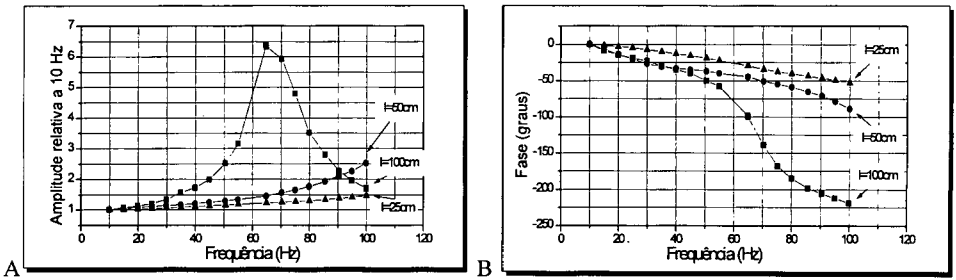 A
Amplitude relativa a 10 Hz
7
6
5
4
3
2
1
0
20
40
60
80
100
120
Frequência (Hz)
l=50cm
l=100cm
l=25cm
B
Fase (graus)
0
-50
-100
-150
-200
-250
0
20
40
60
80
100
120
Frequência (Hz)
l=25cm
l=50cm
l=100cm